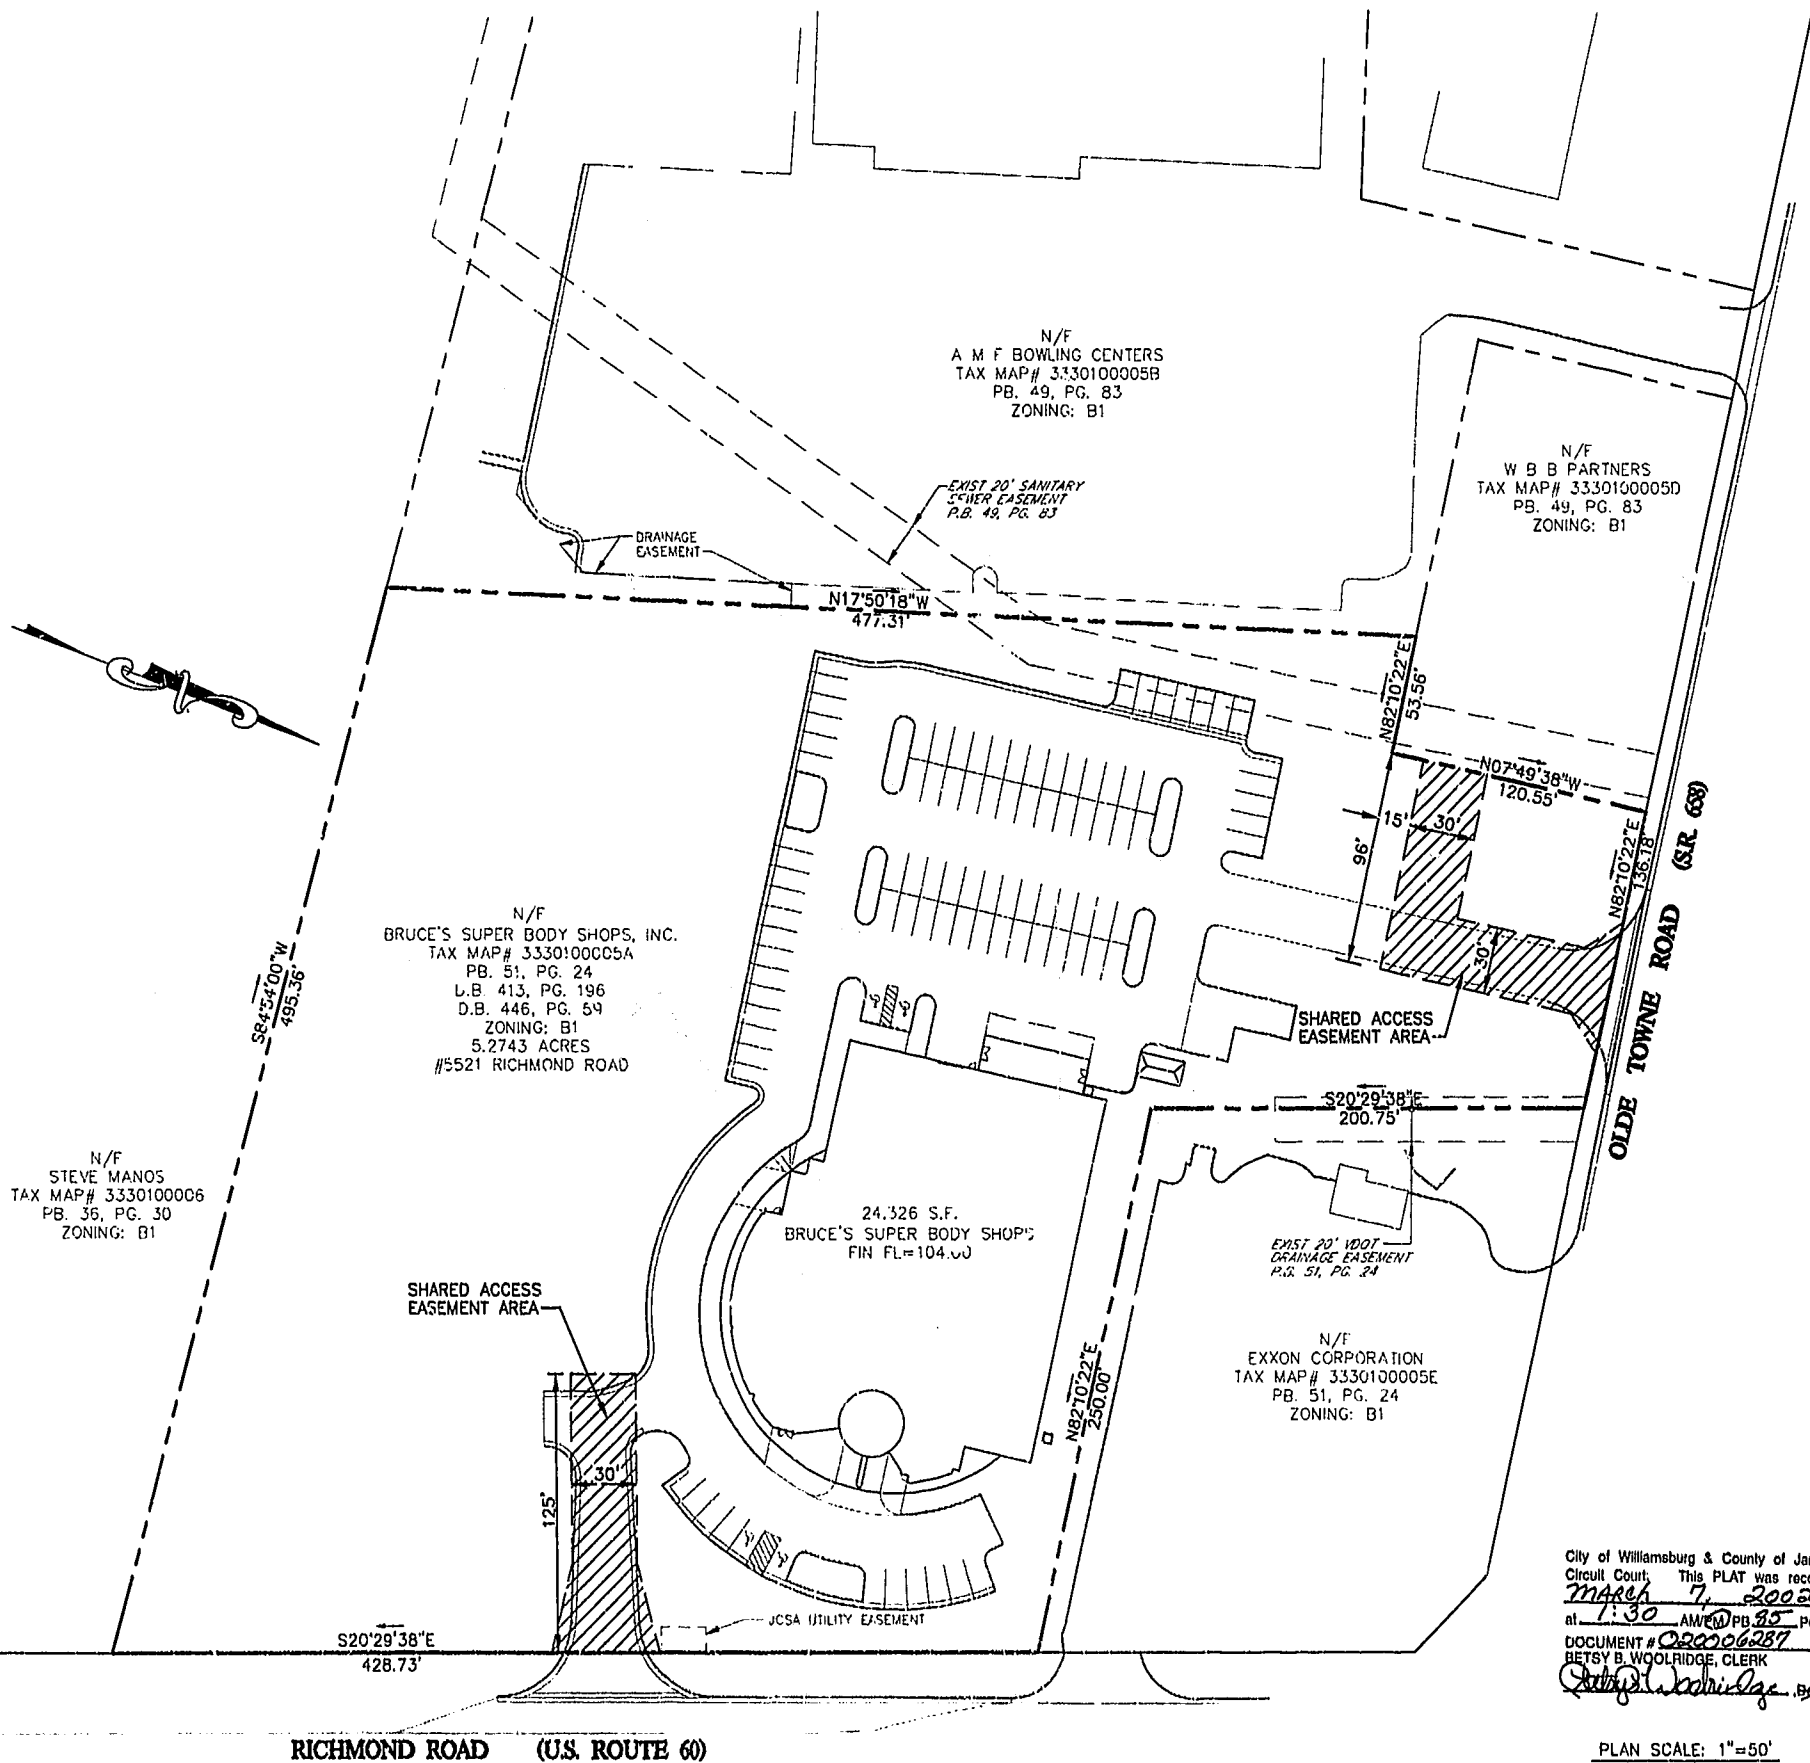 N/F
A M F BOWLING CENTERS
TAX MAP# 3330100005B
PB. 49, PG. 83
ZONING: B1
N/F
W B B PARTNERS
TAX MAP# 3330100005D
PB. 49, PG. 83
ZONING: B1
EXIST 20' SANITARY
SEWER EASEMENT
P.B. 49, PG. 83
DRAINAGE
EASEMENT
N17°50'18"W
477.31'
N82°10'22"E
53.56'
N07°49'38"W
120.55'
15'
30'
96'
N82°10'22"E
136.18'
30'
OLDE TOWNE ROAD (S.R. 658)
SHARED ACCESS
EASEMENT AREA
S84°54'00"W
495.36'
N/F
BRUCE'S SUPER BODY SHOPS, INC.
TAX MAP# 3330100005A
PB. 51, PG. 24
D.B. 413, PG. 196
D.B. 446, PG. 59
ZONING: B1
5.2743 ACRES
#5521 RICHMOND ROAD
S20°29'38"E
200.75'
N/F
STEVE MANOS
TAX MAP# 3330100006
PB. 36, PG. 30
ZONING: B1
24,326 S.F.
BRUCE'S SUPER BODY SHOPS
FIN FL=104.00
EXIST 20' VDOT
DRAINAGE EASEMENT
P.B. 51, PG. 24
SHARED ACCESS
EASEMENT AREA
N82°10'22"E
250.00'
N/F
EXXON CORPORATION
TAX MAP# 3330100005E
PB. 51, PG. 24
ZONING: B1
30'
125'
JCSA UTILITY EASEMENT
S20°29'38"E
428.73'
City of Williamsburg & County of Ja
Circuit Court: This PLAT was rec
MARCH 7, 2002
at 1:30 AM/PM PB 85 P
DOCUMENT # 020006287
BETSY B. WOOLRIDGE, CLERK
Betsy B Woolridge By
RICHMOND ROAD (U.S. ROUTE 60)
PLAN SCALE: 1"=50'